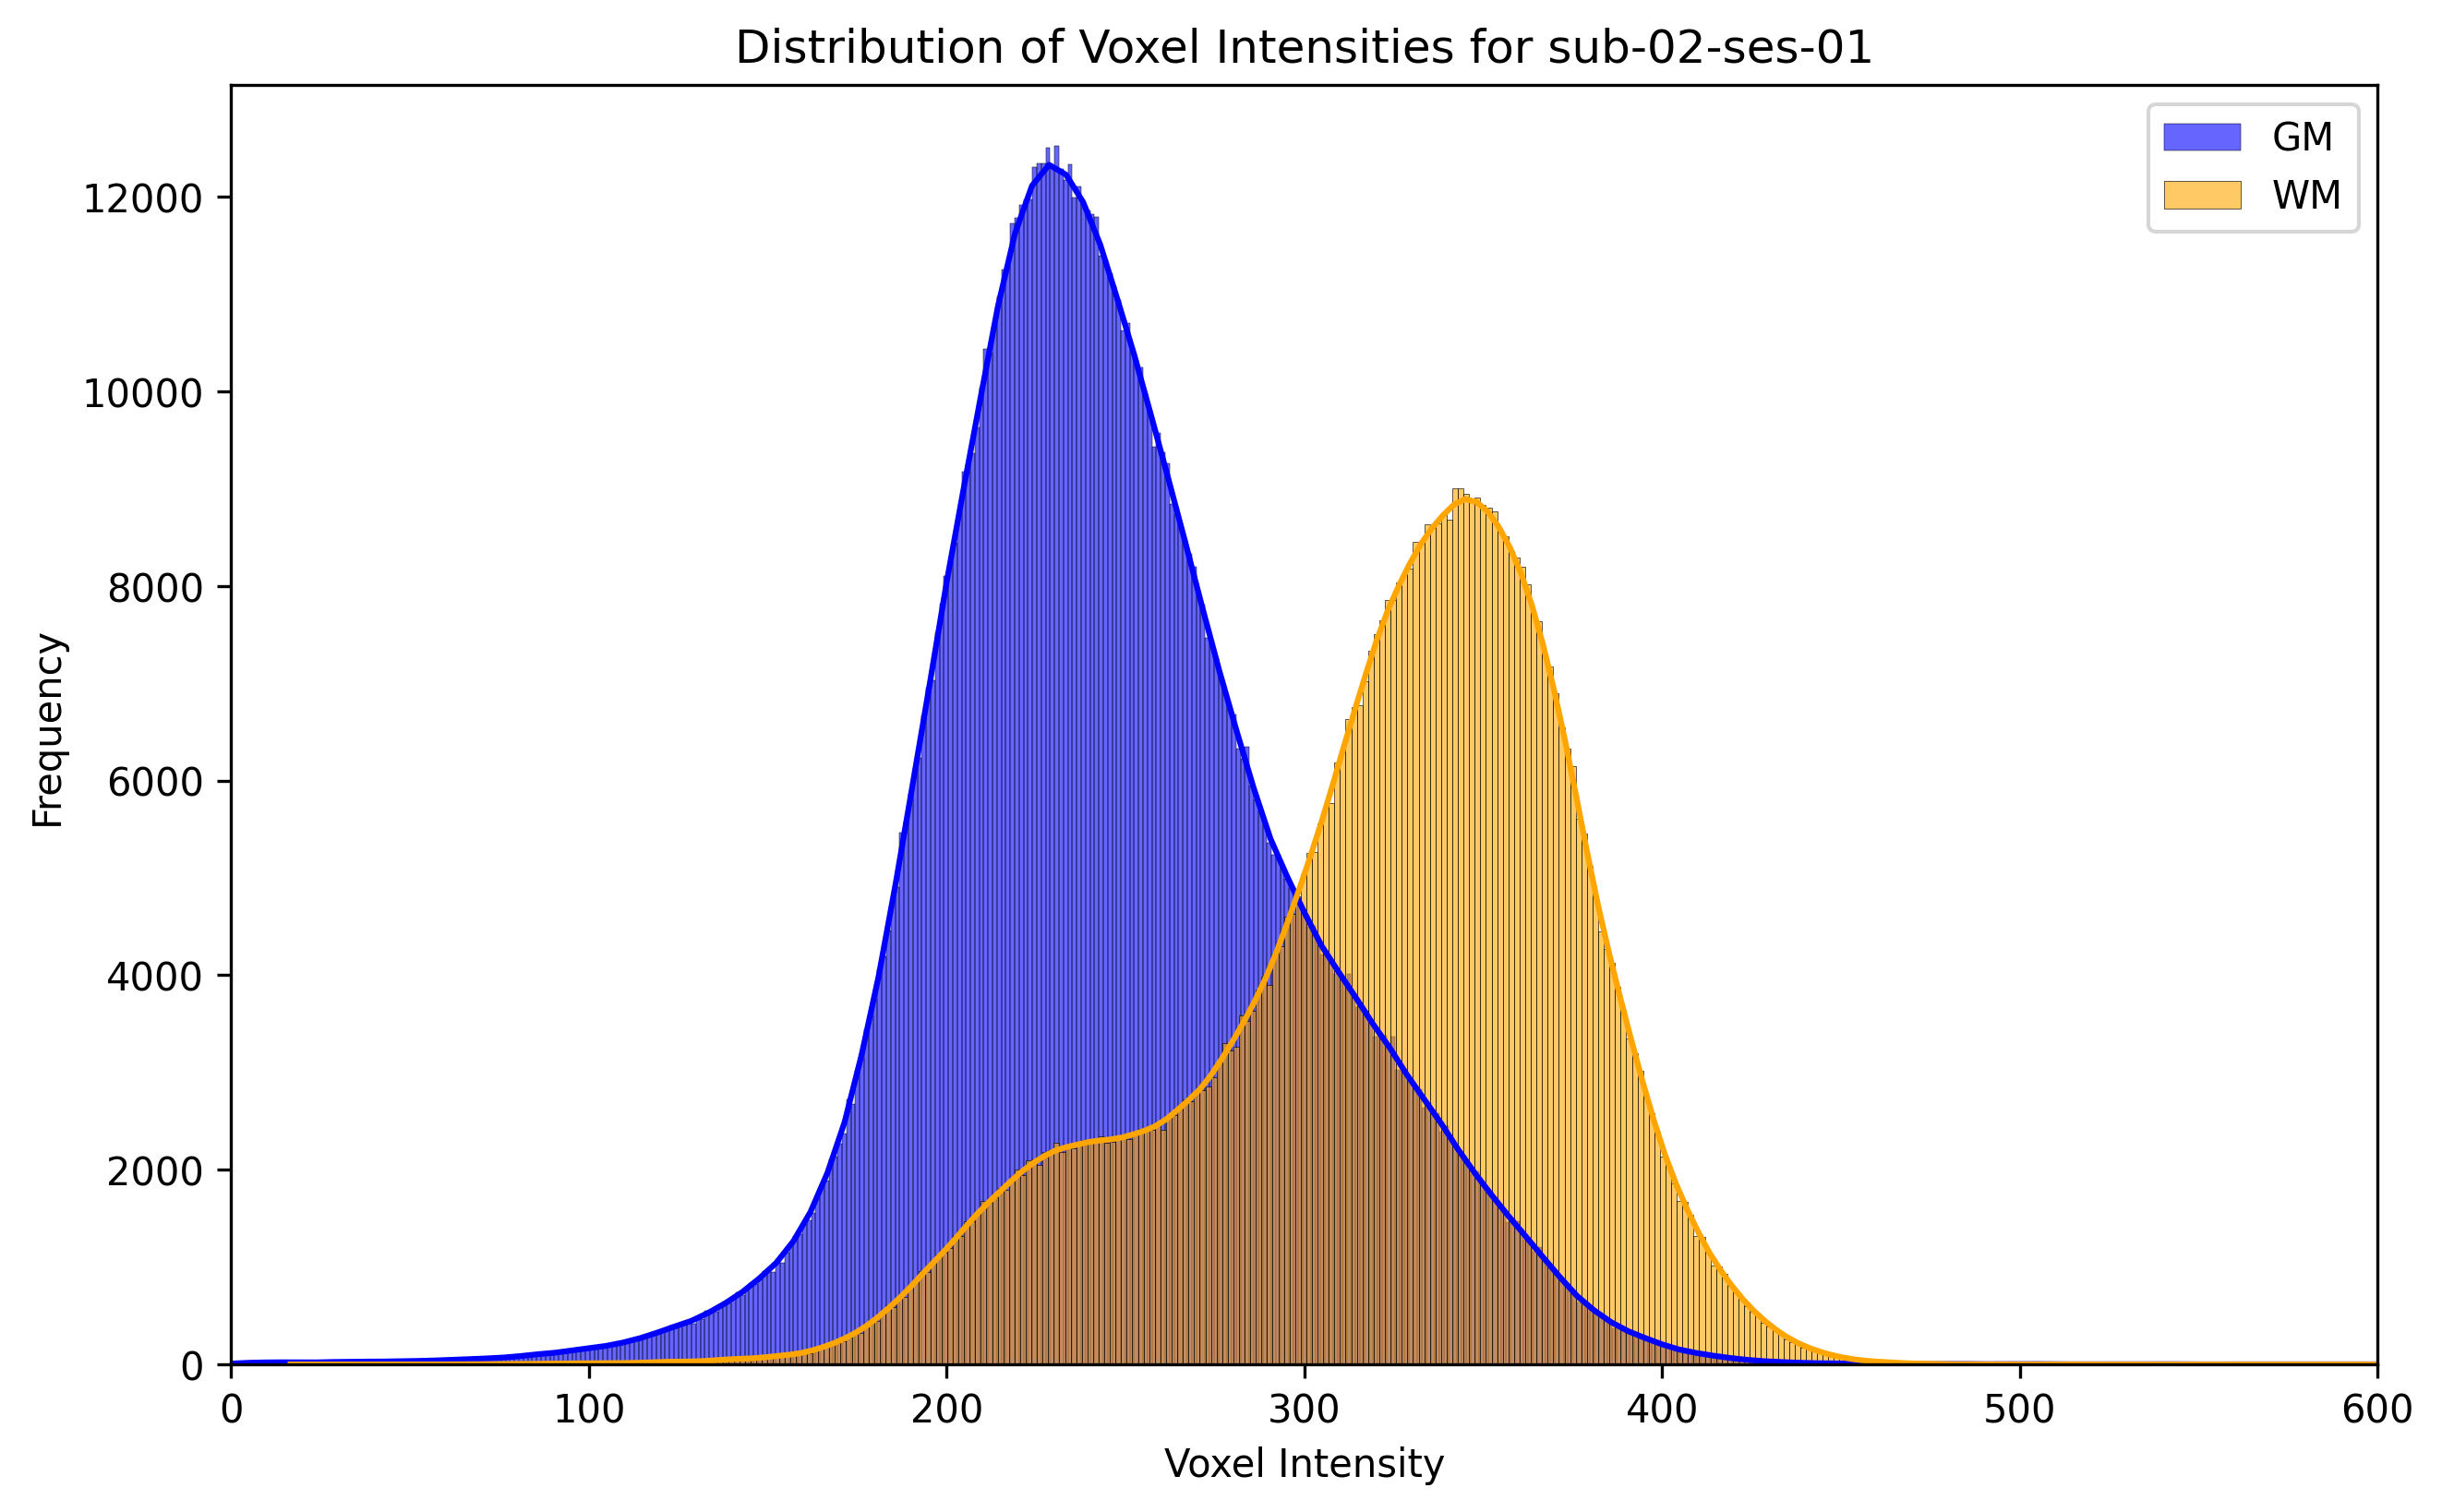 Distribution of Voxel Intensities for sub-02-ses-01
GM
WM
Frequency
12000
10000
8000
6000
4000
2000
0
0 100 200 300 400 500 600
Voxel Intensity